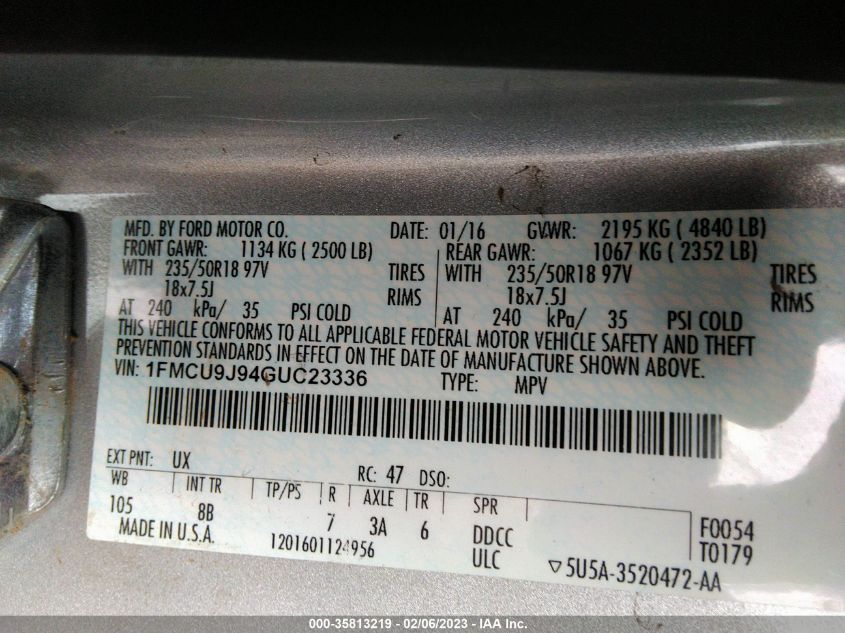 MFD. BY FORD MOTOR CO. DATE: 01/16 GVWR: 2195 KG ( 4840 LB)
FRONT GAWR: 1134 KG ( 2500 LB) REAR GAWR: 1067 KG ( 2352 LB)
WITH 235/50R18 97V TIRES WITH 235/50R18 97V TIRES
18x7.5J RIMS 18x7.5J RIMS
AT 240 kPa/ 35 PSI COLD AT 240 kPa/ 35 PSI COLD
THIS VEHICLE CONFORMS TO ALL APPLICABLE FEDERAL MOTOR VEHICLE SAFETY AND THEFT
PREVENTION STANDARDS IN EFFECT ON THE DATE OF MANUFACTURE SHOWN ABOVE.
VIN: 1FMCU9J94GUC23336 TYPE: MPV
EXT PNT: UX RC: 47 DSO:
WB INT TR TP/PS R AXLE TR SPR
105 8B 7 3A 6 DDCC F0054
MADE IN U.S.A. 1201601124956 ULC T0179
▽5U5A-3520472-AA
000-35813219 - 02/06/2023 - IAA Inc.